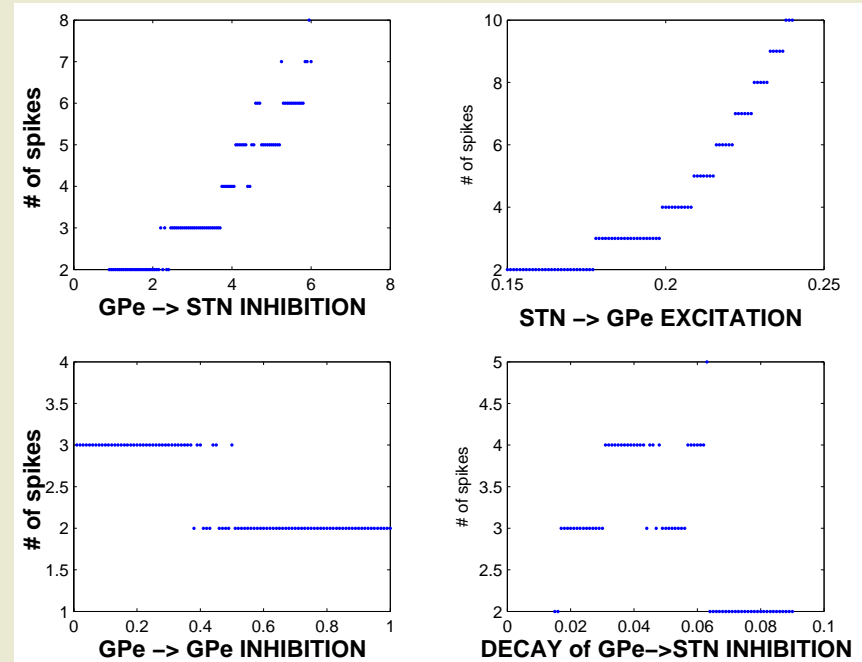 8
7
6
5
4
3
2
0 2 4 6 8
# of spikes
GPe −> STN INHIBITION
10
8
6
4
2
0.15 0.2 0.25
# of spikes
STN −> GPe EXCITATION
4
3.5
3
2.5
2
1.5
1
0 0.2 0.4 0.6 0.8 1
# of spikes
GPe −> GPe INHIBITION
5
4.5
4
3.5
3
2.5
2
0 0.02 0.04 0.06 0.08 0.1
# of spikes
DECAY of GPe−>STN INHIBITION